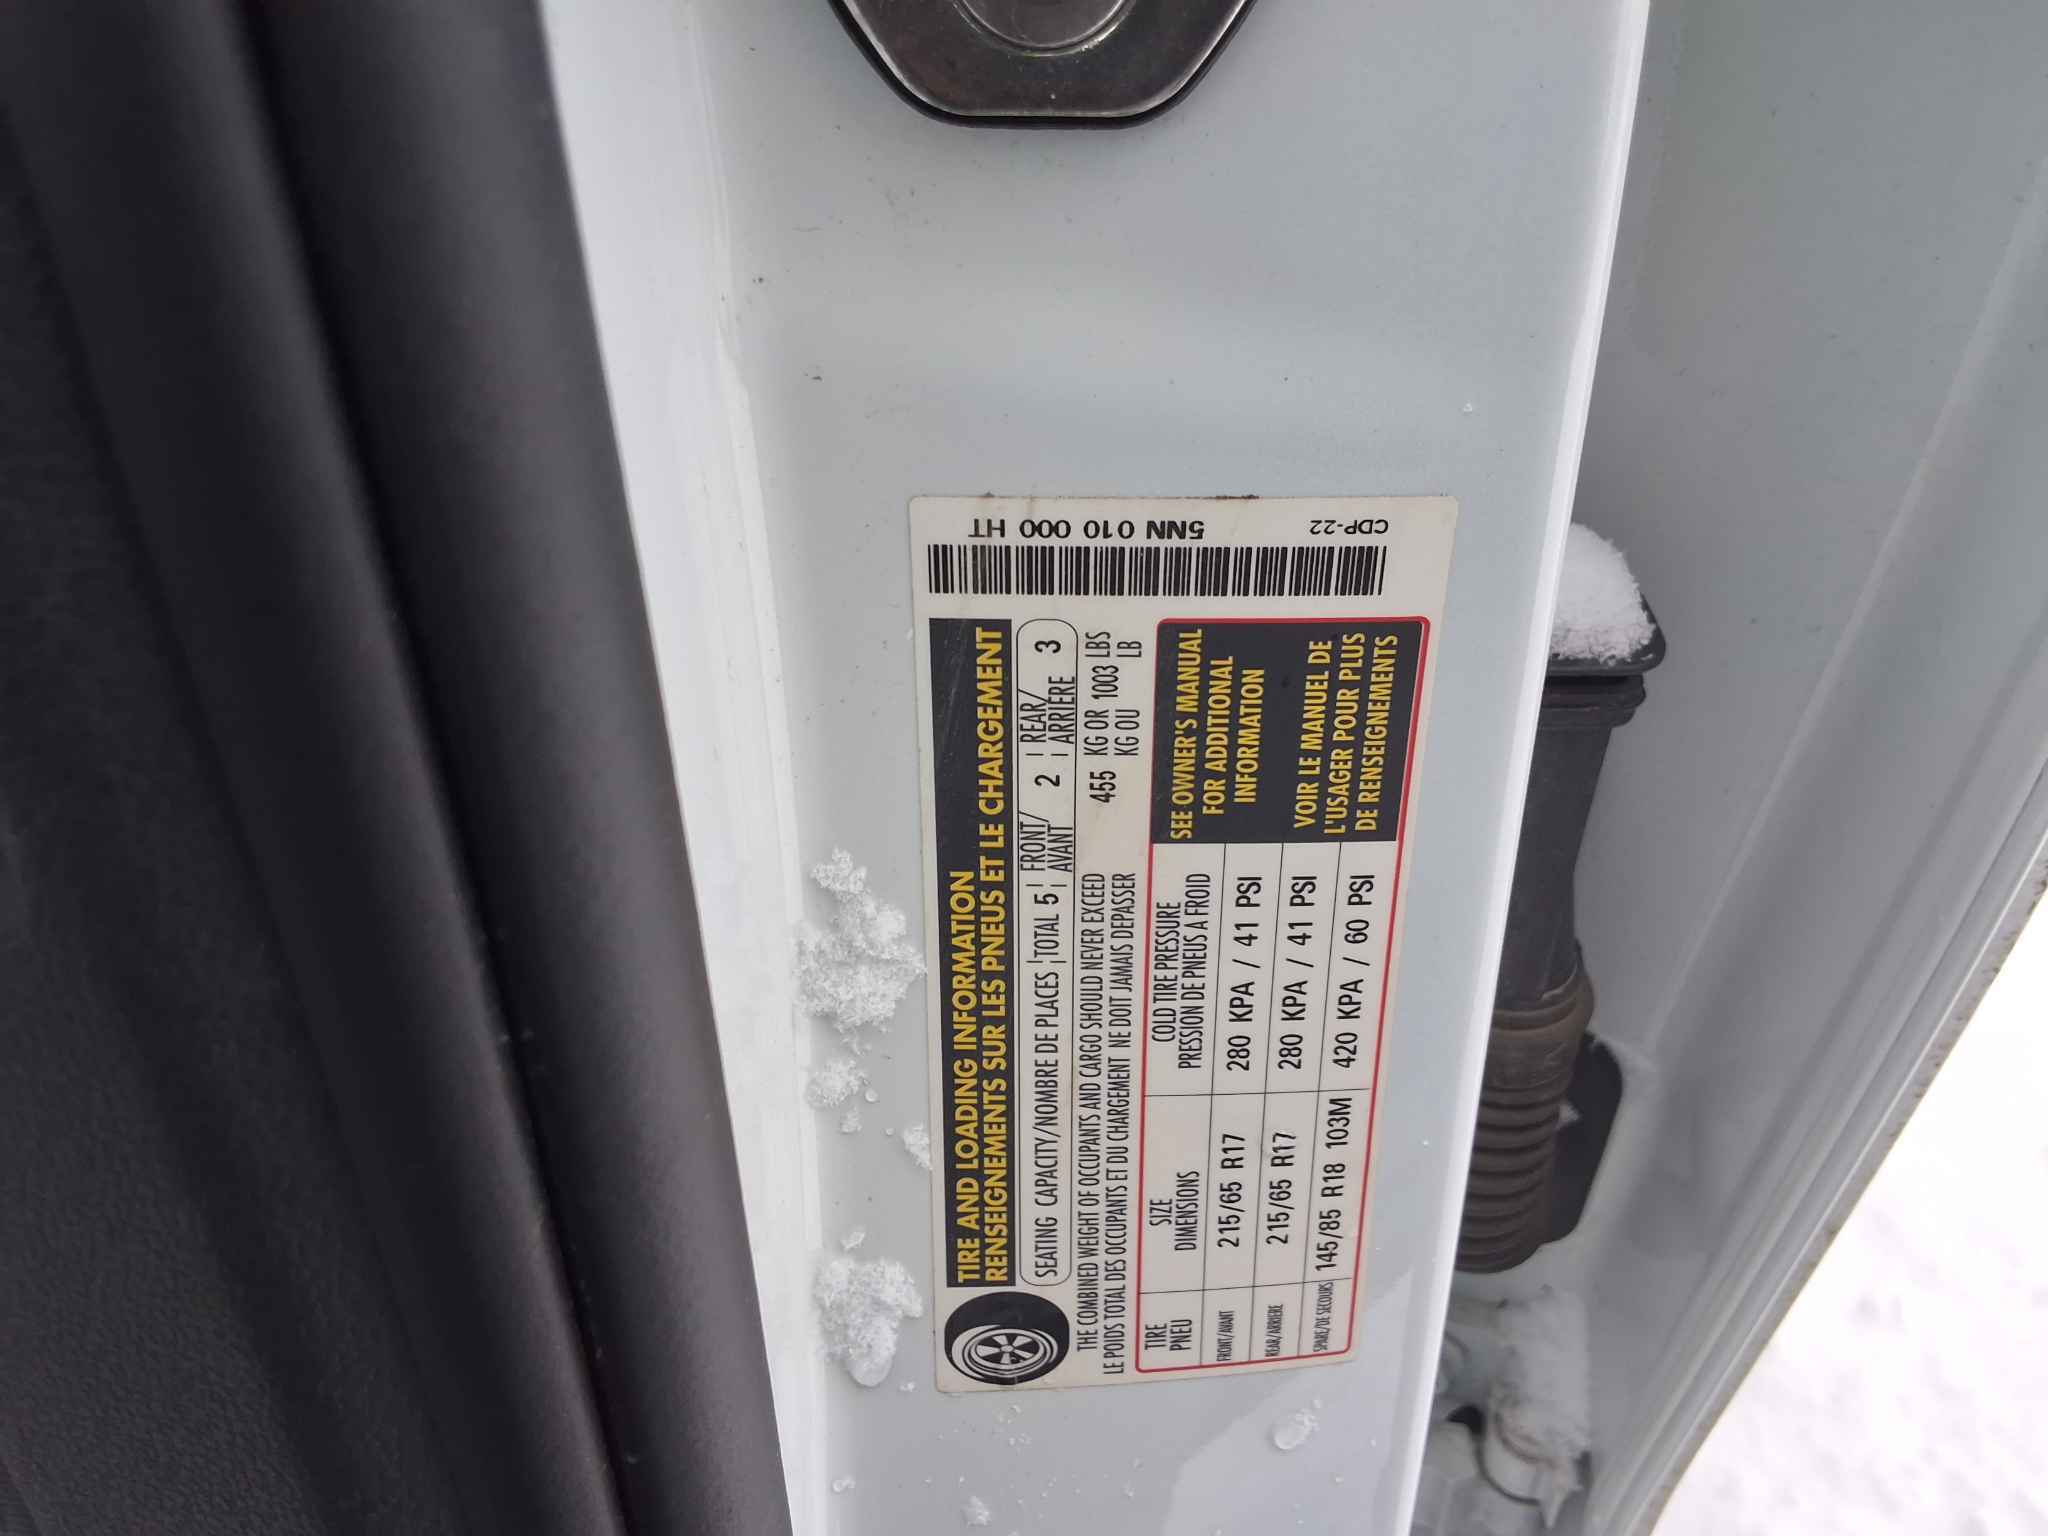 TIRE AND LOADING INFORMATION
RENSEIGNEMENTS SUR LES PNEUS ET LE CHARGEMENT
SEATING CAPACITY/NOMBRE DE PLACES TOTAL 5 FRONT/AVANT 2 REAR/ARRIERE 3
THE COMBINED WEIGHT OF OCCUPANTS AND CARGO SHOULD NEVER EXCEED 455 KG OR 1003 LBS
LE POIDS TOTAL DES OCCUPANTS ET DU CHARGEMENT NE DOIT JAMAIS DEPASSER KG OU LB
TIRE SIZE COLD TIRE PRESSURE
PNEU DIMENSIONS PRESSION DE PNEUS A FROID
FRONT/AVANT 215/65 R17 280 KPA / 41 PSI
REAR/ARRIERE 215/65 R17 280 KPA / 41 PSI
SPARE/DE SECOURS 145/85 R18 103M 420 KPA / 60 PSI
SEE OWNER'S MANUAL
FOR ADDITIONAL
INFORMATION
VOIR LE MANUEL DE
L'USAGER POUR PLUS
DE RENSEIGNEMENTS
CDP-22 5NN 010 000 HT